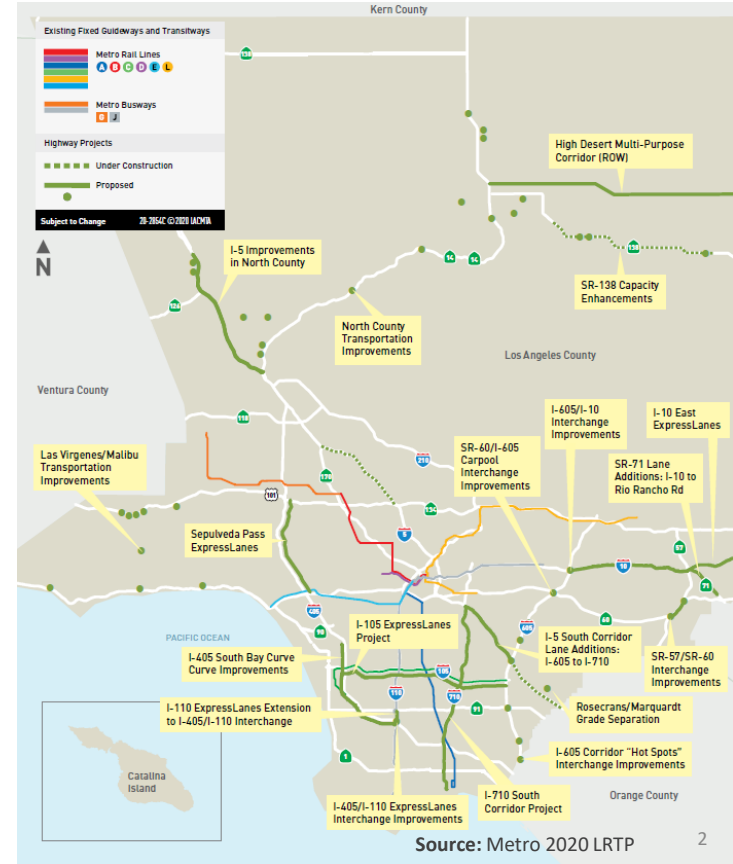 Kern County
Existing Fixed Guideways and Transitways
Metro Rail Lines
A B C D E L
Metro Busways
G J
Highway Projects
Under Construction
Proposed
Subject to Change 20-2854C ©2020 LACMTA
N
138
High Desert Multi-Purpose
Corridor (ROW)
I-5 Improvements
in North County
14 14
138
SR-138 Capacity
Enhancements
126
North County
Transportation
Improvements
Los Angeles County
Ventura County
118
I-605/I-10
Interchange
Improvements
I-10 East
ExpressLanes
Las Virgenes/Malibu
Transportation
Improvements
SR-60/I-605
Carpool
Interchange
Improvements
SR-71 Lane
Additions: I-10 to
Rio Rancho Rd
210
170
101
134
Sepulveda Pass
ExpressLanes
5
57
10
71
405
90
I-105 ExpressLanes
Project
605
60
PACIFIC OCEAN
I-405 South Bay Curve
Curve Improvements
I-5 South Corridor
Lane Additions:
I-605 to I-710
SR-57/SR-60
Interchange
Improvements
105
110
710
91
I-110 ExpressLanes Extension
to I-405/I-110 Interchange
Rosecrans/Marquardt
Grade Separation
1
I-605 Corridor "Hot Spots"
Interchange Improvements
Catalina
Island
I-405/I-110 ExpressLanes
Interchange Improvements
I-710 South
Corridor Project
Orange County
Source: Metro 2020 LRTP
2